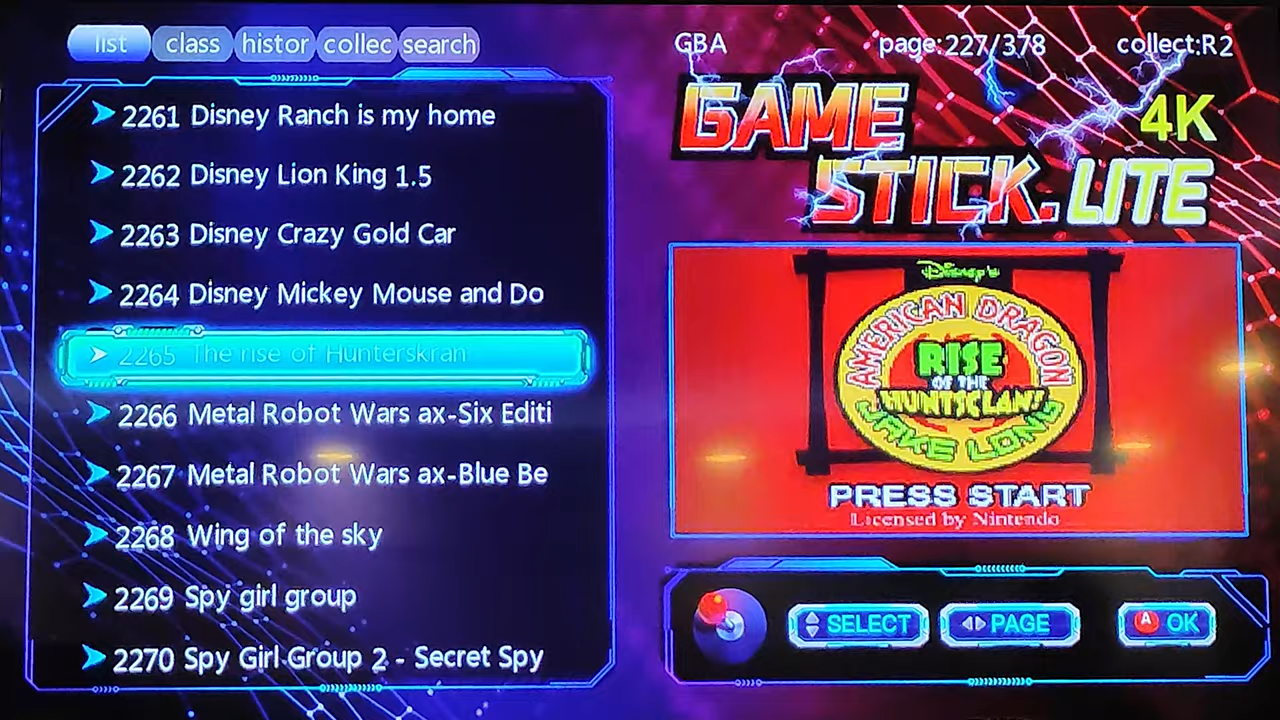 list class histor collec search
2261 Disney Ranch is my home
2262 Disney Lion King 1.5
2263 Disney Crazy Gold Car
2264 Disney Mickey Mouse and Do
2265 The rise of Hunterskran
2266 Metal Robot Wars ax-Six Editi
2267 Metal Robot Wars ax-Blue Be
2268 Wing of the sky
2269 Spy girl group
2270 Spy Girl Group 2 - Secret Spy
GBA page:227/378 collect:R2
GAME 4K
STICK.LITE
Disney's
AMERICAN DRAGON
RISE
OF THE
HUNTSCLAN!
JAKE LONG
PRESS START
Licensed by Nintendo
SELECT PAGE A OK